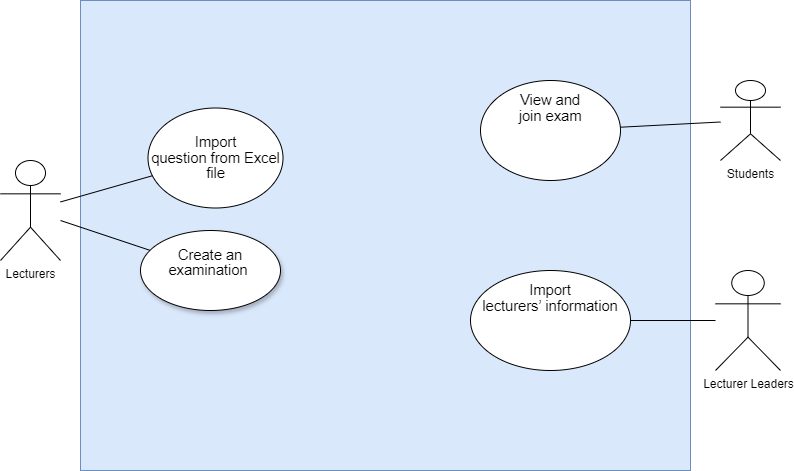 Import
question from Excel
file
Lecturers
Create an
examination
View and
join exam
Students
Import
lecturers’ information
Lecturer Leaders